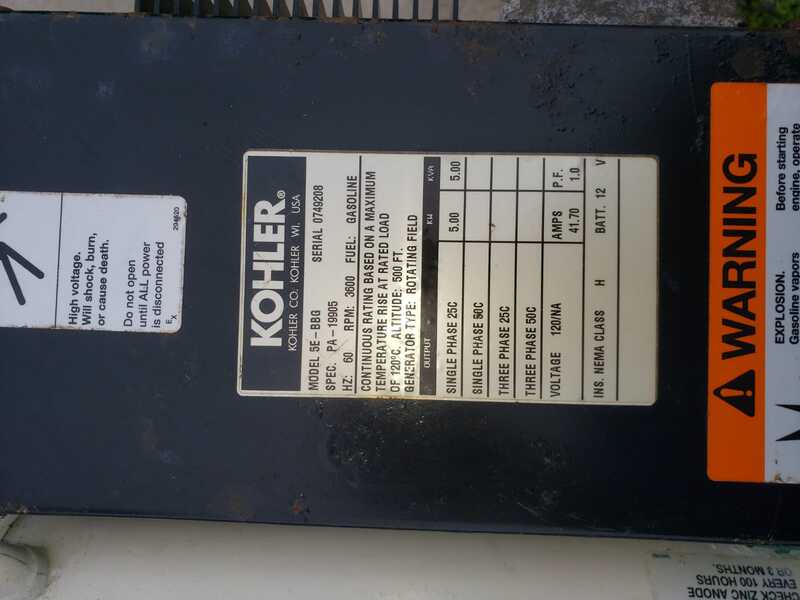 High voltage.
Will shock, burn,
or cause death.
Do not open
until ALL power
is disconnected
EX
294620
KOHLER®
KOHLER CO. KOHLER WI. USA
MODEL 5E-BBG SERIAL 0749208
SPEC. PA-19905
HZ: 60 RPM: 3600 FUEL: GASOLINE
CONTINUOUS RATING BASED ON A MAXIMUM
TEMPERATURE RISE AT RATED LOAD
OF 120°C. ALTITUDE: 500 FT.
GENERATOR TYPE: ROTATING FIELD
OUTPUT KW KVA
SINGLE PHASE 25C 5.00 5.00
SINGLE PHASE 50C
THREE PHASE 25C
THREE PHASE 50C
VOLTAGE 120/NA AMPS 41.70 P.F. 1.0
INS. NEMA CLASS H BATT. 12 V
WARNING
EXPLOSION.
Gasoline vapors
Before starting
engine, operate
CHECK ZINC ANODE
EVERY 100 HOURS
OR 3 MONTHS.